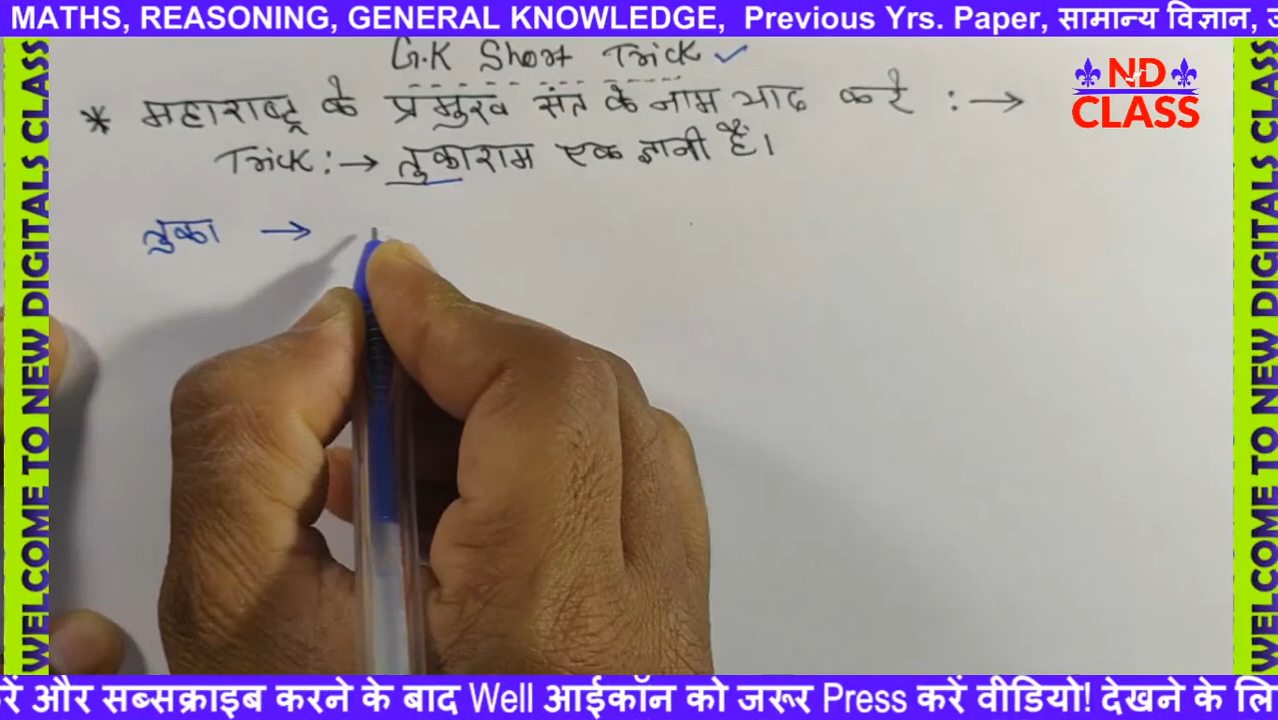 MATHS, REASONING, GENERAL KNOWLEDGE, Previous Yrs. Paper, सामान्य विज्ञान,
G.K Short Trick ✓
* महाराष्ट्र के प्रमुख संत के नाम याद करे :→
Trick :→ तुकाराम एक ज्ञानी है।
तुका →
ND
CLASS
WELCOME TO NEW DIGITALS CLASS
WELCOME TO NEW DIGITALS CLASS
और सब्सक्राइब करने के बाद Well आईकॉन को जरूर Press करें वीडियो! देखने के